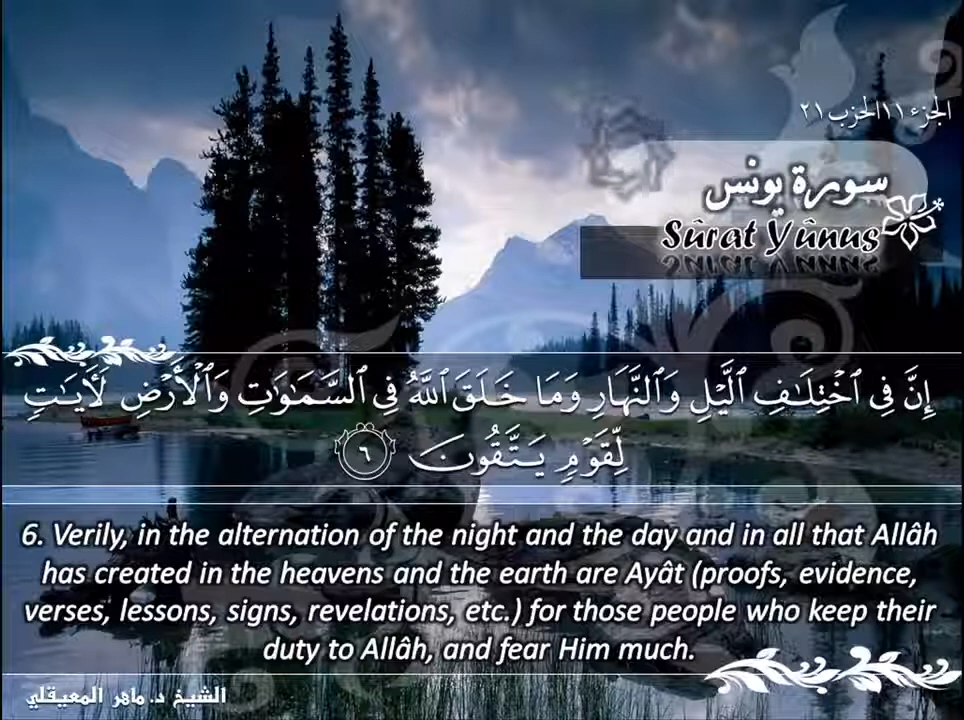 الجزء١١الحزب٢١
سورة يونس
Sûrat Yûnus
إِنَّ فِي ٱخْتِلَـٰفِ ٱلَّيْلِ وَٱلنَّهَارِ وَمَا خَلَقَ ٱللَّهُ فِي ٱلسَّمَـٰوَٰتِ وَٱلْأَرْضِ لَـَٔايَـٰتٍ
لِّقَوْمٍ يَتَّقُونَ ٦
6. Verily, in the alternation of the night and the day and in all that Allâh
has created in the heavens and the earth are Ayât (proofs, evidence,
verses, lessons, signs, revelations, etc.) for those people who keep their
duty to Allâh, and fear Him much.
الشيخ د. ماهر المعيقلي